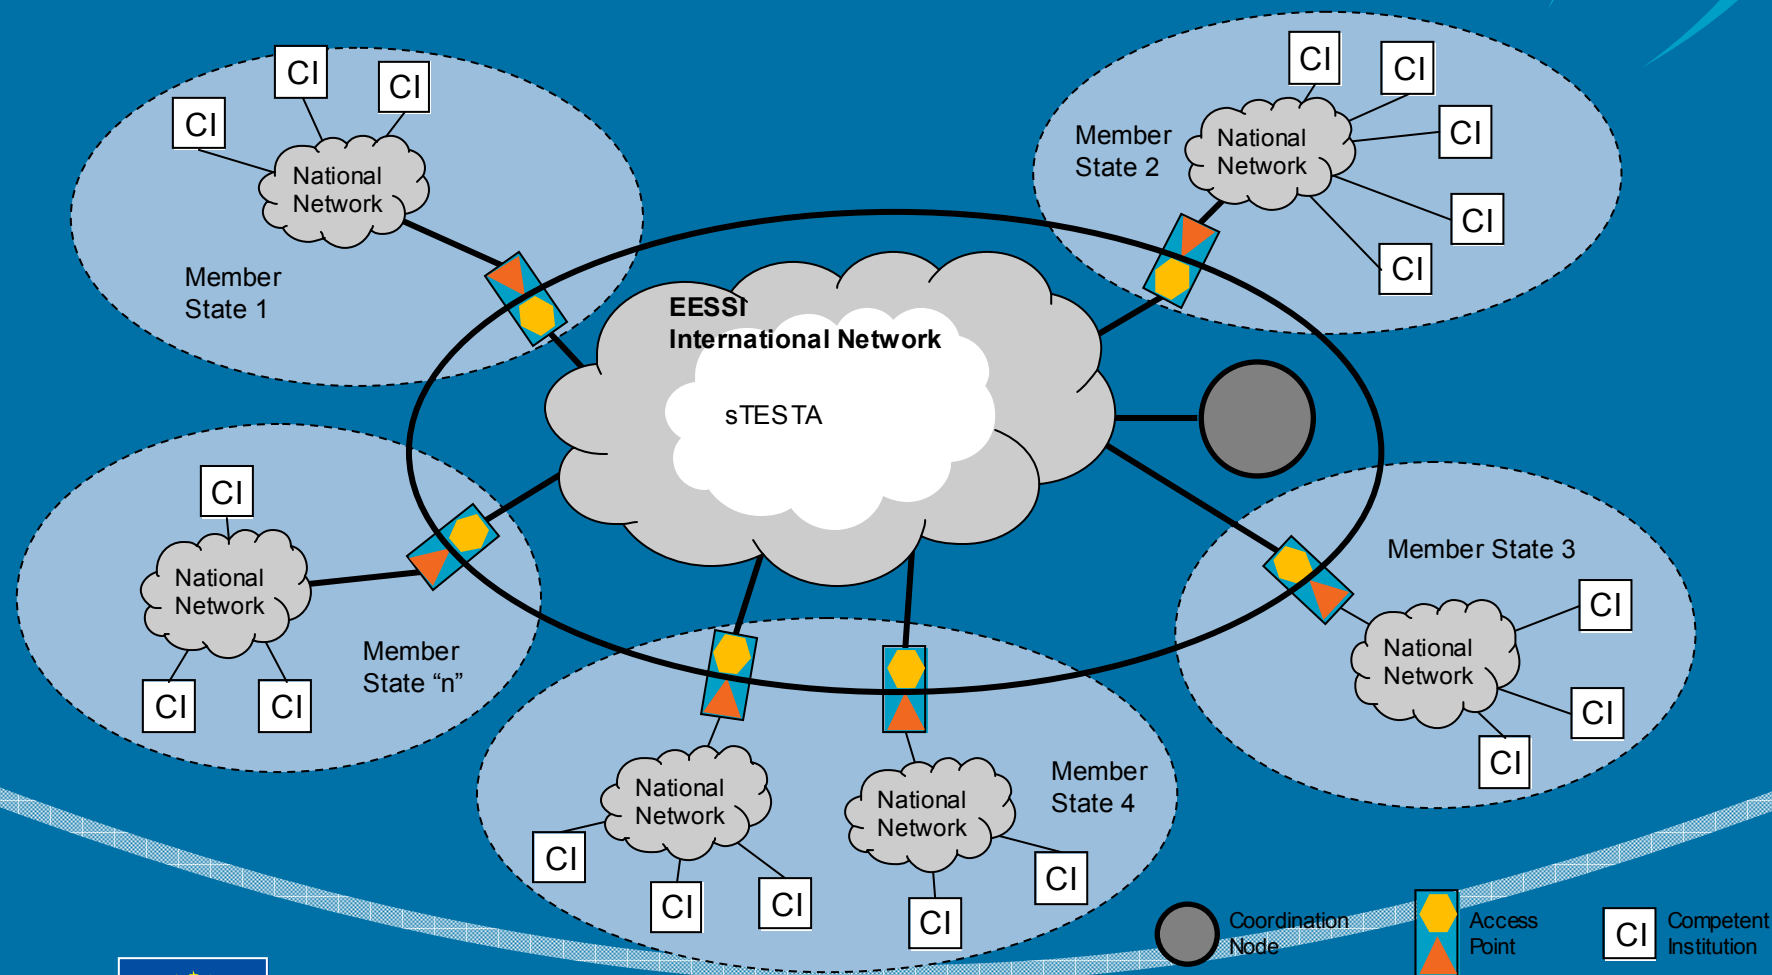 CI
CI
CI
National
Network
Member
State 1
CI
CI
CI
CI
CI
Member
State 2
National
Network
EESSI
International Network
sTESTA
CI
National
Network
CI
CI
Member
State “n”
Member State 3
National
Network
CI
CI
CI
National
Network
CI
CI
CI
National
Network
CI
CI
Member
State 4
Coordination
Node
Access
Point
CI
Competent
Institution